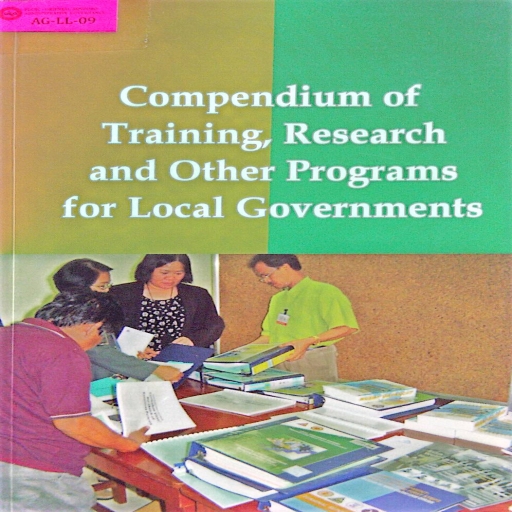 AG-LL-09
Compendium of
Training, Research
and Other Programs
for Local Governments